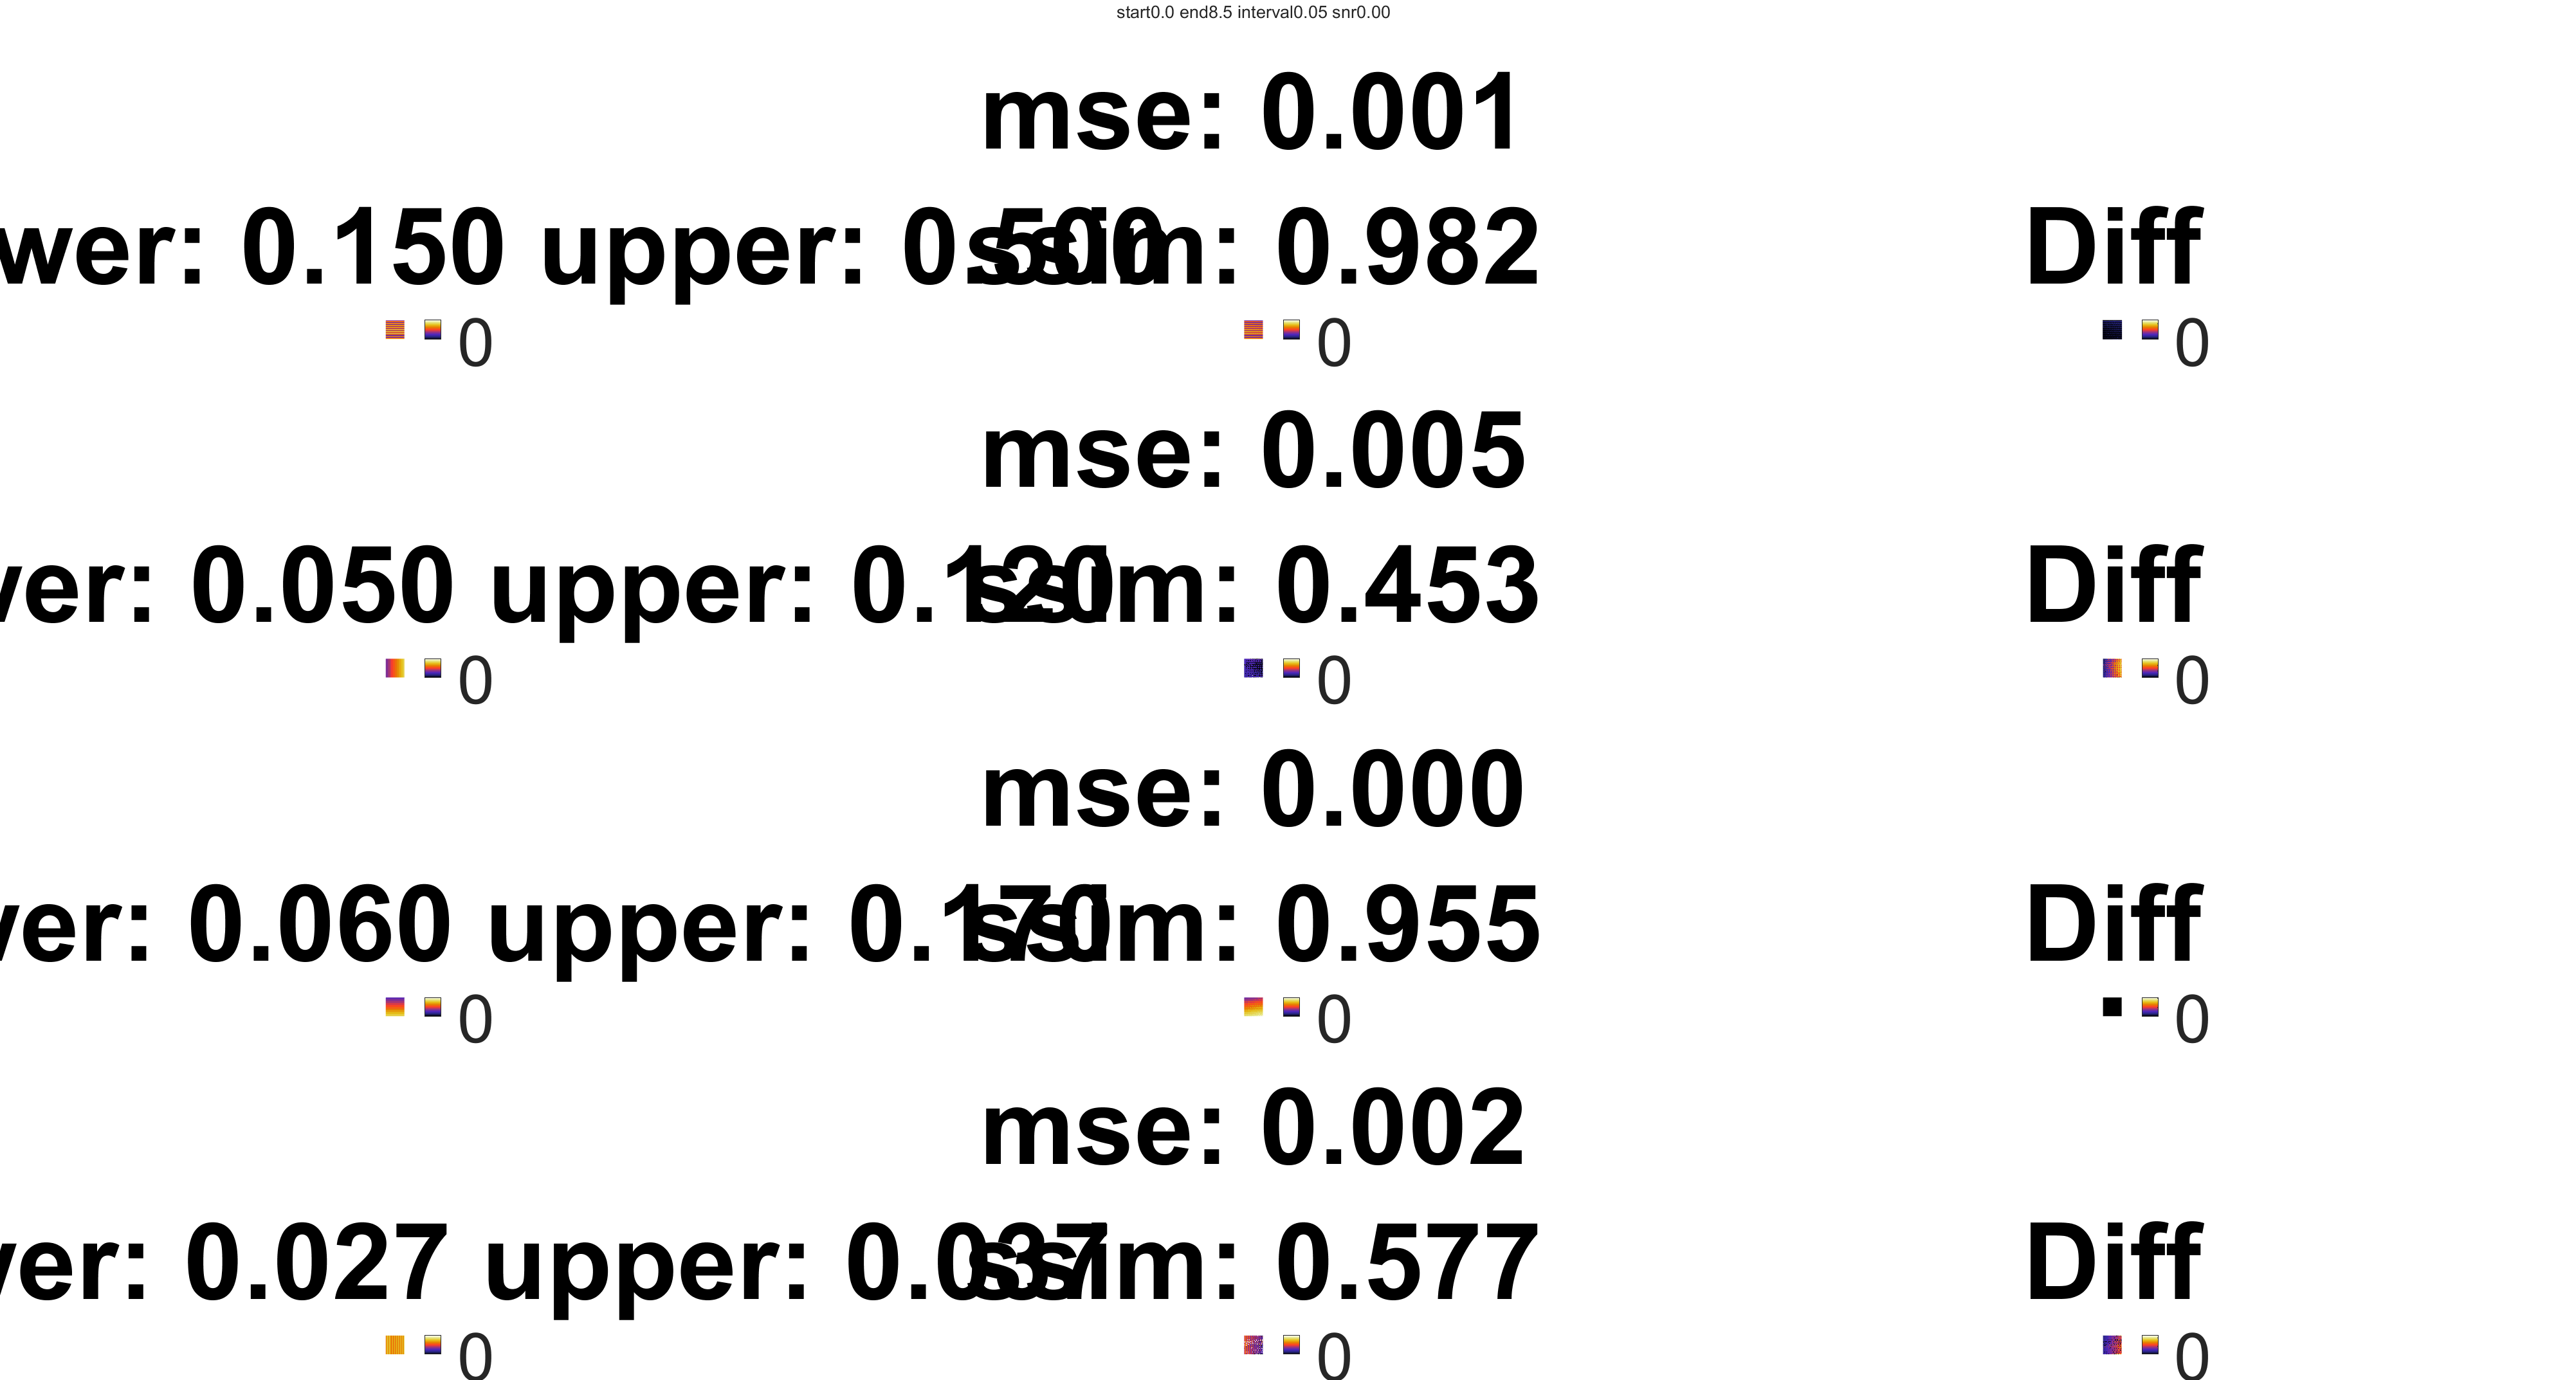 start0.0 end8.5 interval0.05 snr0.00
mse: 0.001
wer: 0.150 upper: 0.500 ssim: 0.982 Diff
0 0 0
mse: 0.005
ver: 0.050 upper: 0.120 ssim: 0.453 Diff
0 0 0
mse: 0.000
ver: 0.060 upper: 0.170 ssim: 0.955 Diff
0 0 0
mse: 0.002
ver: 0.027 upper: 0.037 ssim: 0.577 Diff
0 0 0